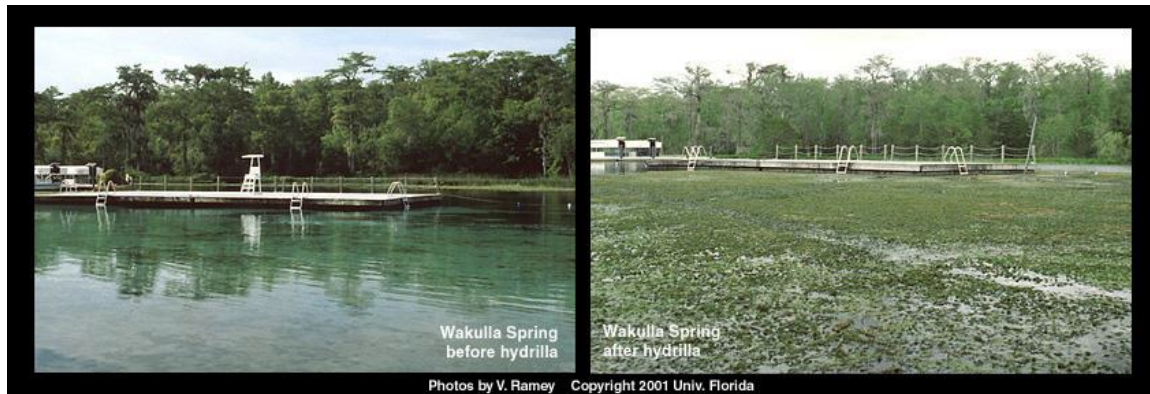 Wakulla Spring
before hydrilla
Wakulla Spring
after hydrilla
Photos by V. Ramey    Copyright 2001 Univ. Florida